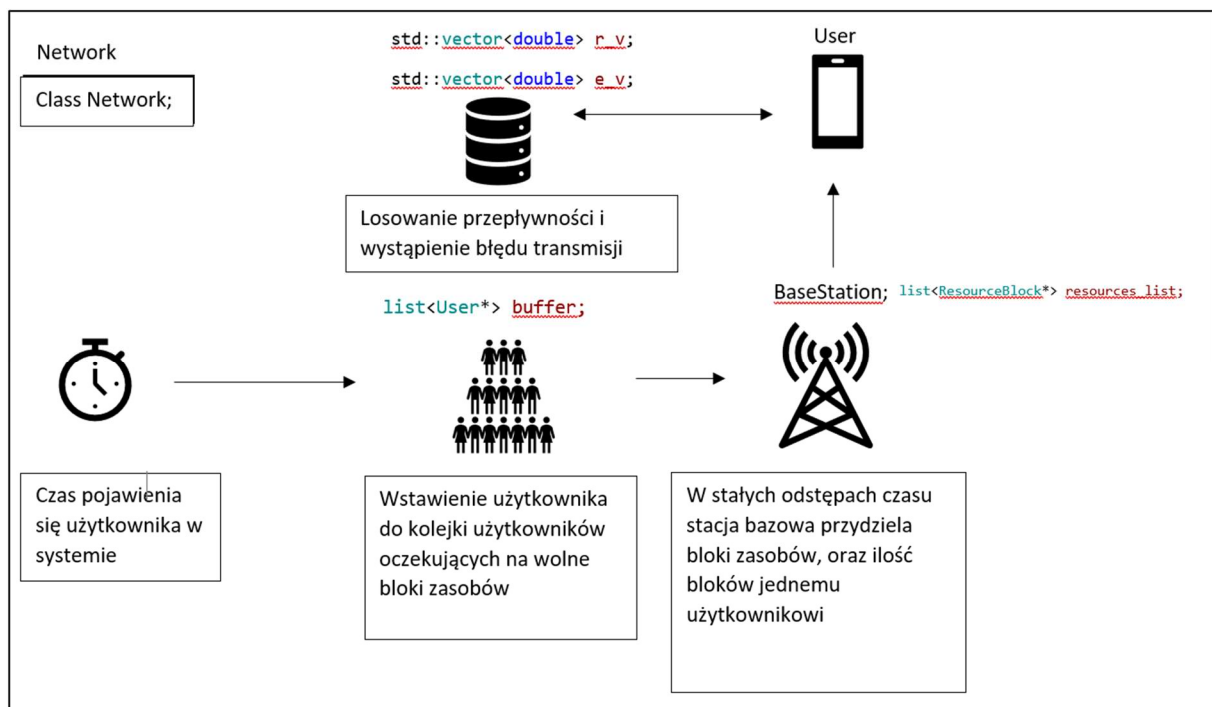 Network
Class Network;
std::vector<double> r_v;
std::vector<double> e_v;
User
Losowanie przepływności i
wystąpienie błędu transmisji
list<User*> buffer;
BaseStation; list<ResourceBlock*> resources_list;
Czas pojawienia
się użytkownika w
systemie
Wstawienie użytkownika
do kolejki użytkowników
oczekujących na wolne
bloki zasobów
W stałych odstępach czasu
stacja bazowa przydziela
bloki zasobów, oraz ilość
bloków jednemu
użytkownikowi